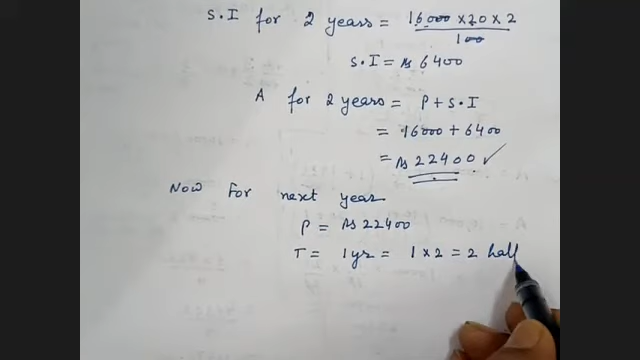 S.I for 2 years = 16000 × 20 × 2 / 100
S.I = Rs 6400
A for 2 years = P + S.I
= 16000 + 6400
= Rs 22400 ✓
Now For next year
P = Rs 22400
T = 1yr = 1 × 2 = 2 half